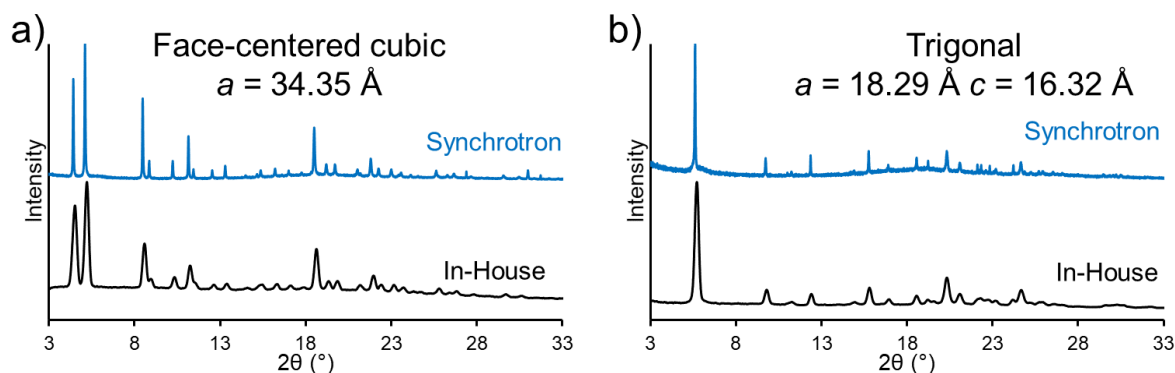 a)
Face-centered cubic
a = 34.35 Å
Synchrotron
In-House
Intensity
3 8 13 18 23 28 33
2θ (°)
b)
Trigonal
a = 18.29 Å c = 16.32 Å
Synchrotron
In-House
Intensity
3 8 13 18 23 28 33
2θ (°)